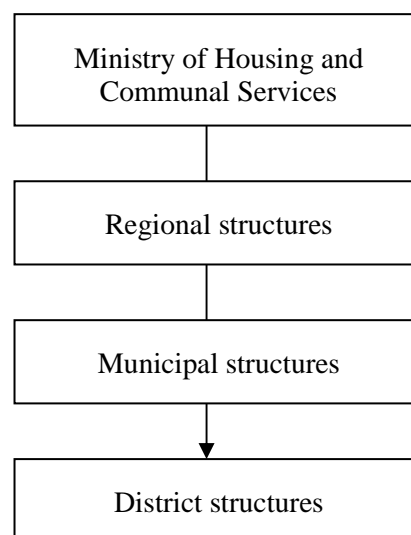 Ministry of Housing and
Communal Services
Regional structures
Municipal structures
District structures